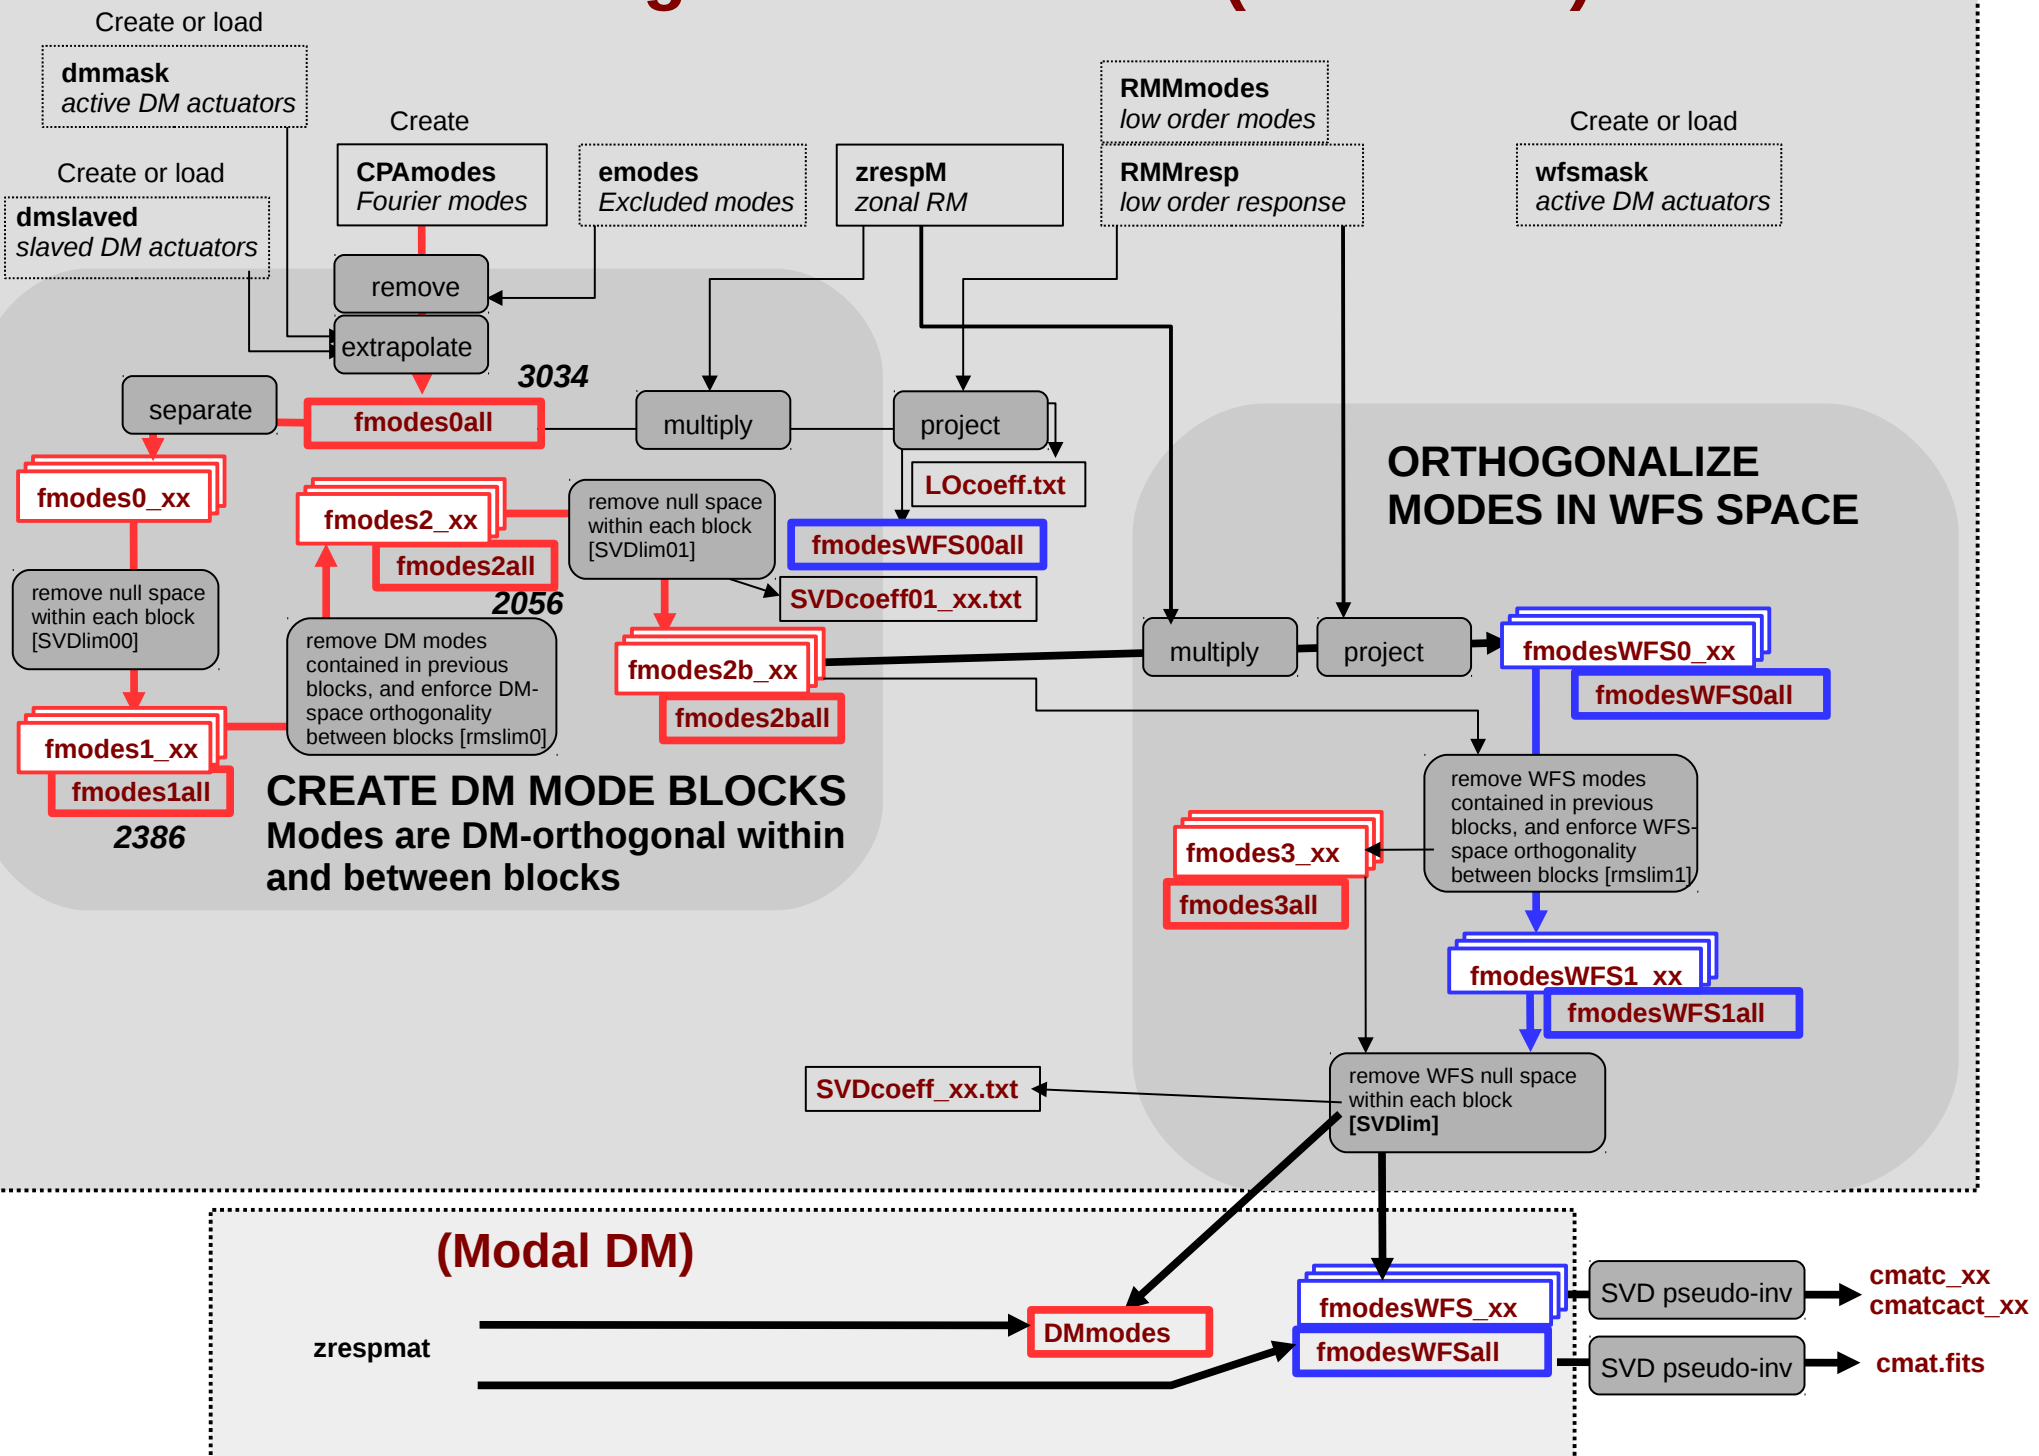 Create or load
dmmask
active DM actuators
Create
RMMmodes
low order modes
Create or load
Create or load
dmslaved
slaved DM actuators
CPAmodes
Fourier modes
emodes
Excluded modes
zrespM
zonal RM
RMMresp
low order response
wfsmask
active DM actuators
remove
extrapolate
3034
separate
fmodes0all
multiply
project
LOcoeff.txt
ORTHOGONALIZE
MODES IN WFS SPACE
fmodes0_xx
fmodes2_xx
fmodes2all
2056
remove null space
within each block
[SVDlim01]
fmodesWFS00all
SVDcoeff01_xx.txt
remove null space
within each block
[SVDlim00]
remove DM modes
contained in previous
blocks, and enforce DM-
space orthogonality
between blocks [rmslim0]
fmodes2b_xx
fmodes2ball
multiply
project
fmodesWFS0_xx
fmodesWFS0all
fmodes1_xx
fmodes1all
2386
CREATE DM MODE BLOCKS
Modes are DM-orthogonal within
and between blocks
remove WFS modes
contained in previous
blocks, and enforce WFS-
space orthogonality
between blocks [rmslim1]
fmodes3_xx
fmodes3all
fmodesWFS1_xx
fmodesWFS1all
SVDcoeff_xx.txt
remove WFS null space
within each block
[SVDlim]
(Modal DM)
zrespmat
DMmodes
fmodesWFS_xx
fmodesWFSall
SVD pseudo-inv
cmatc_xx
cmatcact_xx
SVD pseudo-inv
cmat.fits